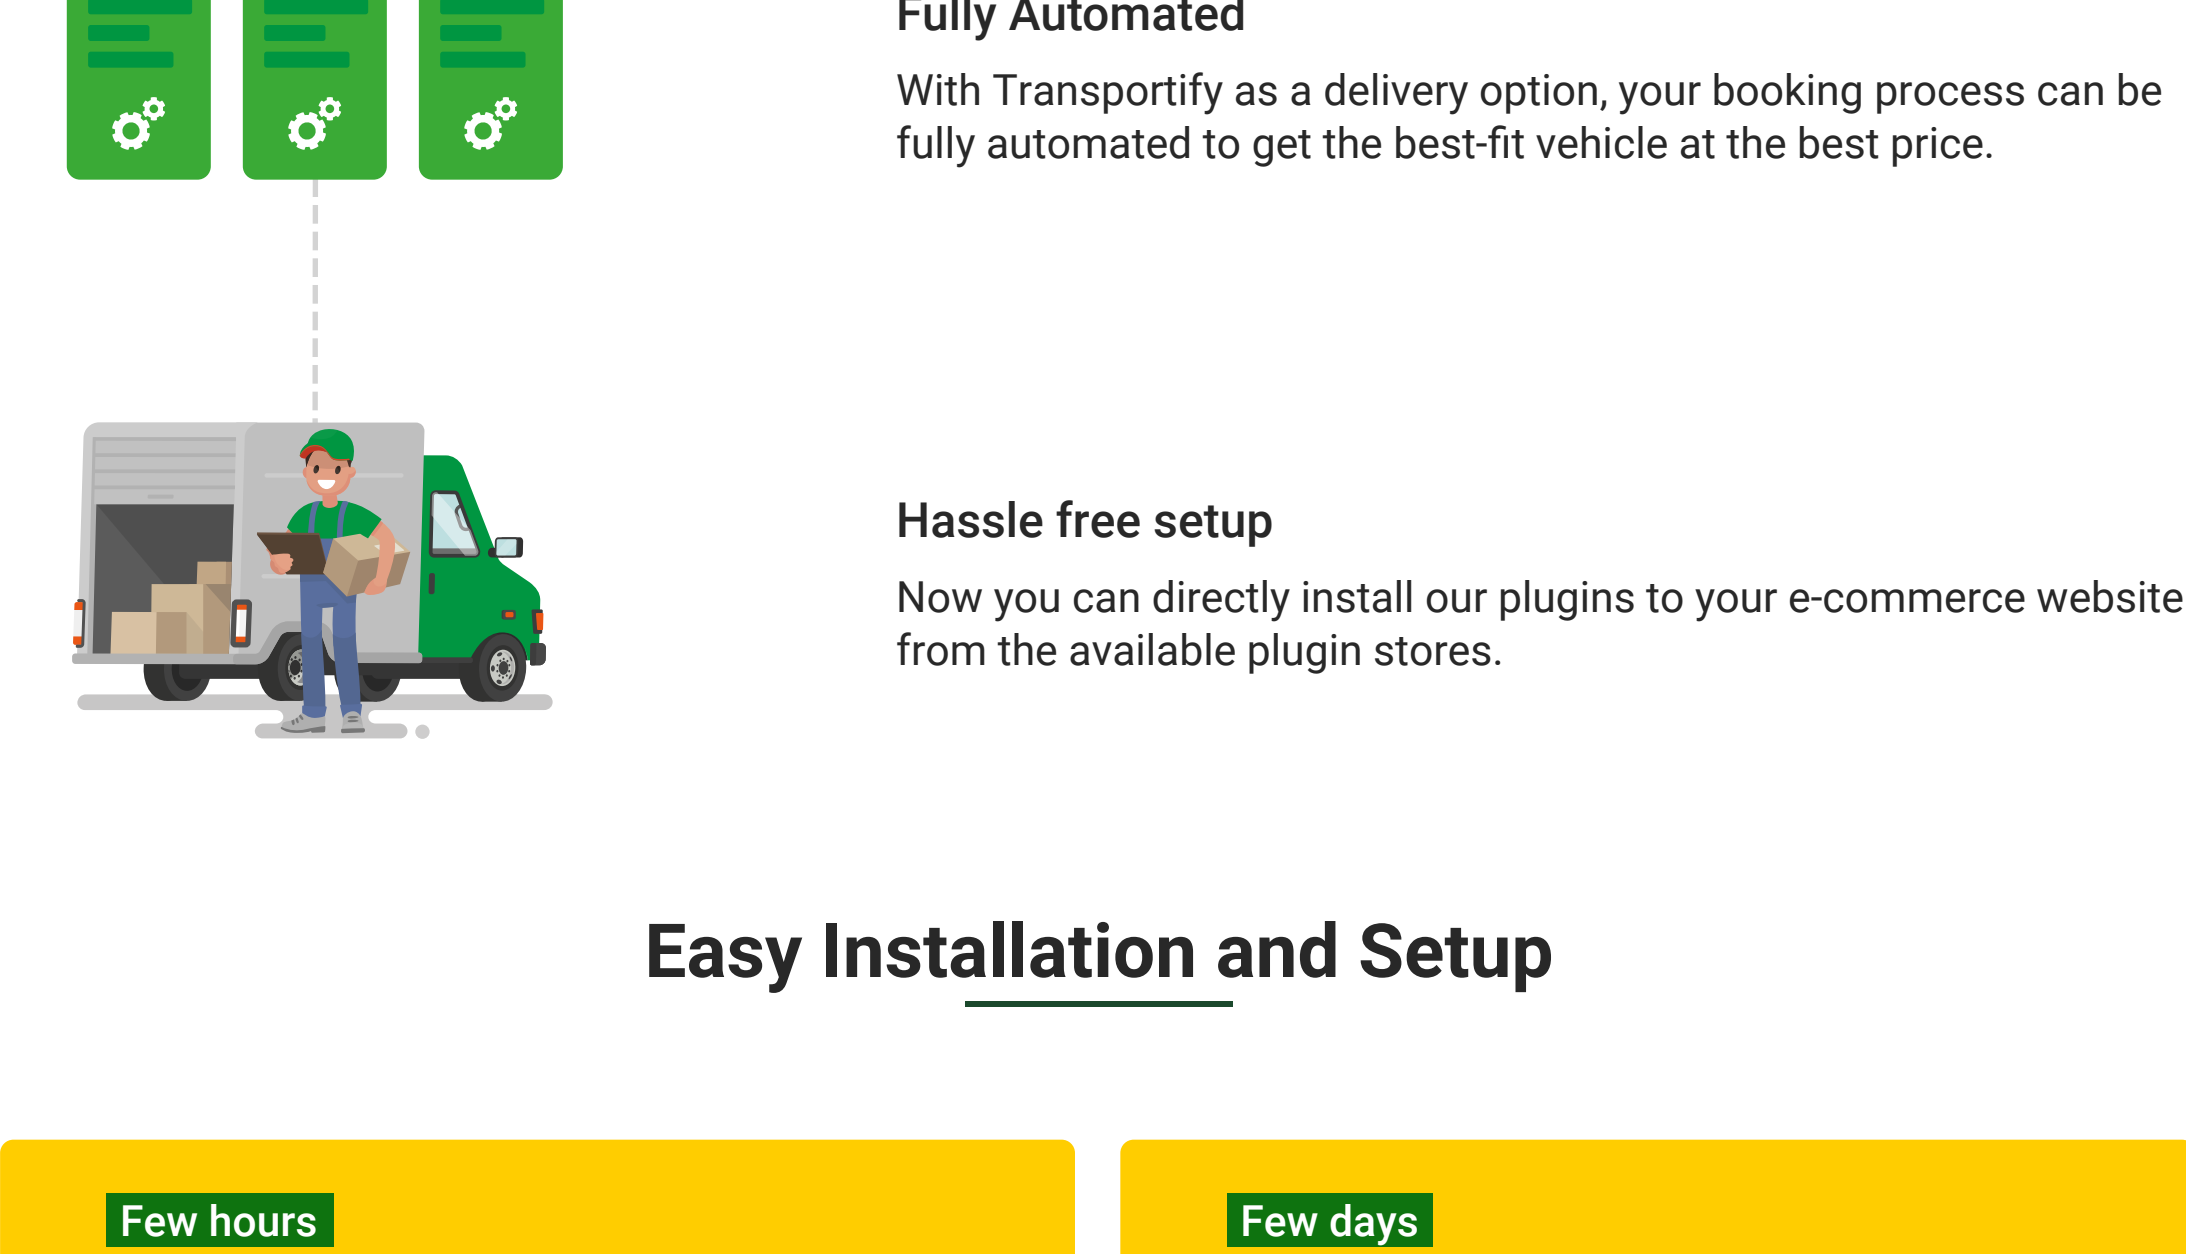 Fully Automated
With Transportify as a delivery option, your booking process can be
fully automated to get the best-fit vehicle at the best price.
Hassle free setup
Now you can directly install our plugins to your e-commerce website
from the available plugin stores.
Easy Installation and Setup
Few hours
Few days